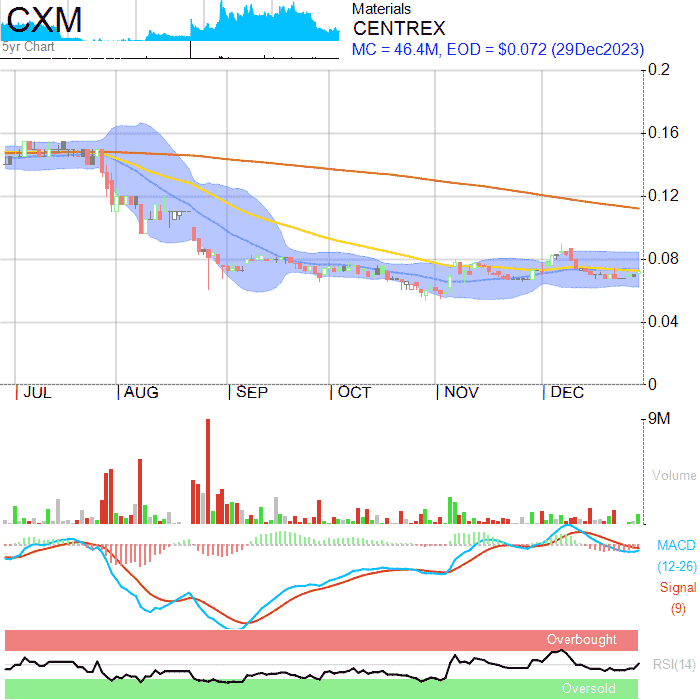 CXM
5yr Chart
Materials
CENTREX
MC = 46.4M, EOD = $0.072 (29Dec2023)
0.2
0.16
0.12
0.08
0.04
0
JUL AUG SEP OCT NOV DEC
9M
Volume
MACD
(12-26)
Signal
(9)
Overbought
RSI(14)
Oversold